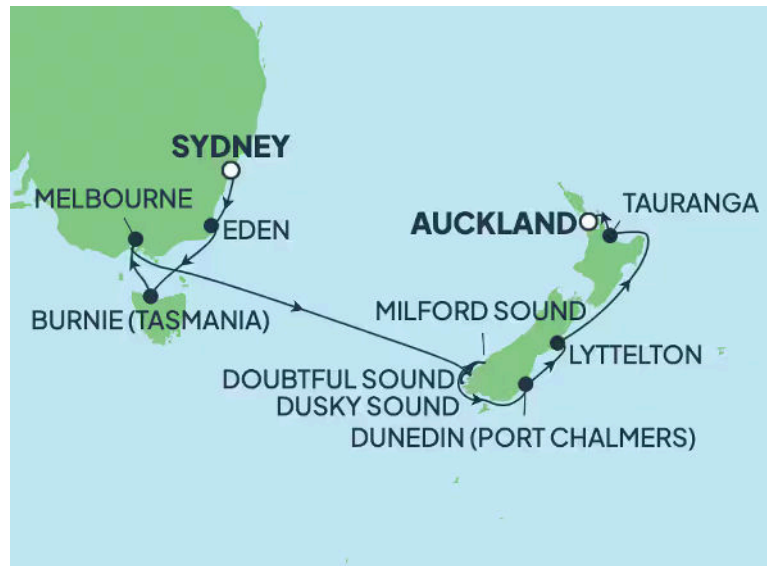 SYDNEY
MELBOURNE
EDEN
BURNIE (TASMANIA)
TAURANGA
AUCKLAND
MILFORD SOUND
LYTTELTON
DOUBTFUL SOUND
DUSKY SOUND
DUNEDIN (PORT CHALMERS)